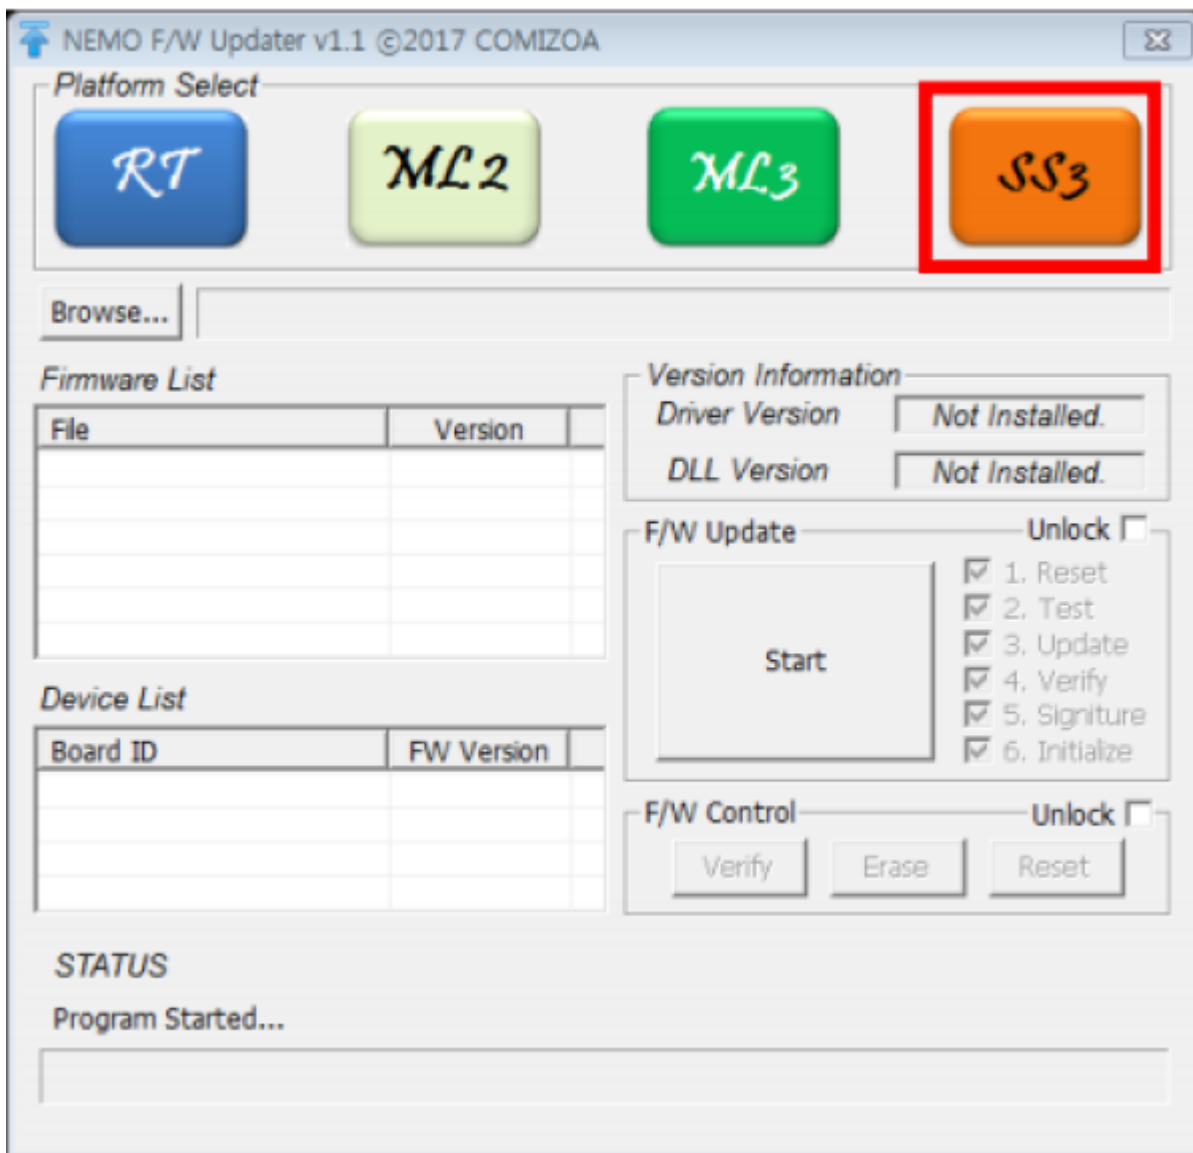 NEMO F/W Updater v1.1 ©2017 COMIZOA
Platform Select
RT
ML2
ML3
SS3
Browse...
Firmware List
File Version
Version Information
Driver Version Not Installed.
DLL Version Not Installed.
F/W Update Unlock
Start
1. Reset
2. Test
3. Update
4. Verify
5. Signiture
6. Initialize
Device List
Board ID FW Version
F/W Control Unlock
Verify Erase Reset
STATUS
Program Started...